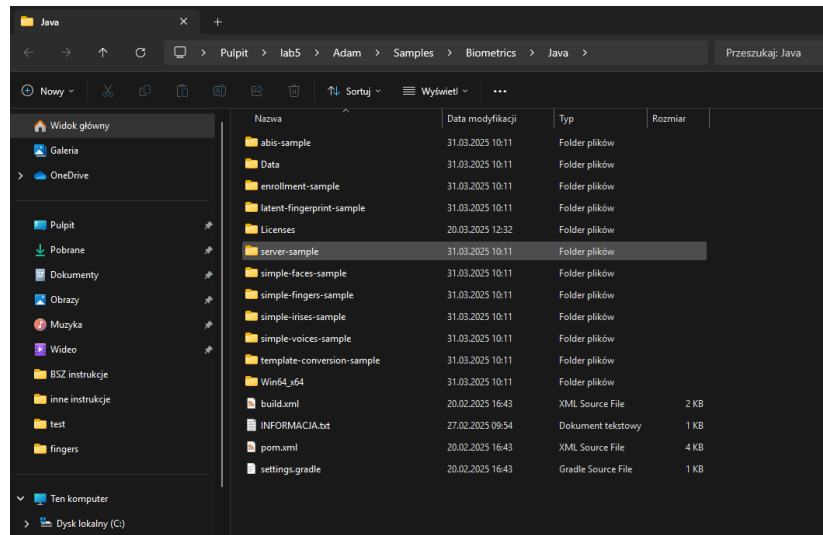 Java
Pulpit > lab5 > Adam > Samples > Biometrics > Java >
Przeszukaj: Java
Nowy
Sortuj
Wyświetl
Widok główny
Galeria
OneDrive
Pulpit
Pobrane
Dokumenty
Obrazy
Muzyka
Wideo
BSZ instrukcje
inne instrukcje
test
fingers
Ten komputer
Dysk lokalny (C:)
Nazwa Data modyfikacji Typ Rozmiar
abis-sample 31.03.2025 10:11 Folder plików
Data 31.03.2025 10:11 Folder plików
enrollment-sample 31.03.2025 10:11 Folder plików
latent-fingerprint-sample 31.03.2025 10:11 Folder plików
Licenses 20.03.2025 12:32 Folder plików
server-sample 31.03.2025 10:11 Folder plików
simple-faces-sample 31.03.2025 10:11 Folder plików
simple-fingers-sample 31.03.2025 10:11 Folder plików
simple-irises-sample 31.03.2025 10:11 Folder plików
simple-voices-sample 31.03.2025 10:11 Folder plików
template-conversion-sample 31.03.2025 10:11 Folder plików
Win64_x64 31.03.2025 10:11 Folder plików
build.xml 20.02.2025 16:43 XML Source File 2 KB
INFORMACJA.txt 27.02.2025 09:54 Dokument tekstowy 1 KB
pom.xml 20.02.2025 16:43 XML Source File 4 KB
settings.gradle 20.02.2025 16:43 Gradle Source File 1 KB